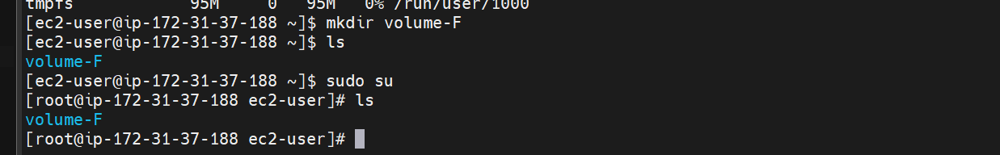 tmpfs 95M 0 95M 0% /run/user/1000
[ec2-user@ip-172-31-37-188 ~]$ mkdir volume-F
[ec2-user@ip-172-31-37-188 ~]$ ls
volume-F
[ec2-user@ip-172-31-37-188 ~]$ sudo su
[root@ip-172-31-37-188 ec2-user]# ls
volume-F
[root@ip-172-31-37-188 ec2-user]#